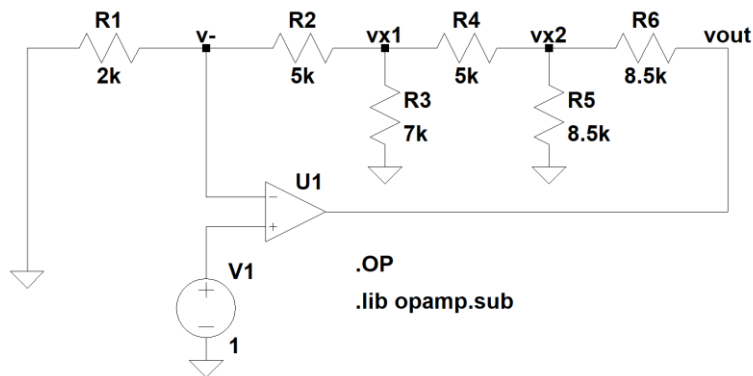 R1 v- R2 vx1 R4 vx2 R6 vout
2k 5k 5k 8.5k
R3 R5
7k 8.5k
U1
V1
.OP
.lib opamp.sub
1